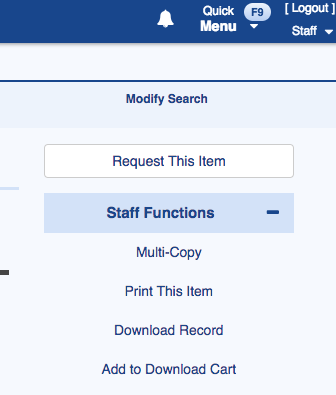 Quick F9 [ Logout ]
Menu Staff
Modify Search
Request This Item
Staff Functions
Multi-Copy
Print This Item
Download Record
Add to Download Cart